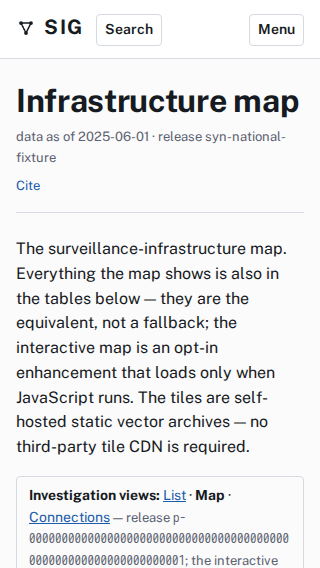 SIG Search Menu
Infrastructure map
data as of 2025-06-01 · release syn-national-
fixture
Cite
The surveillance-infrastructure map.
Everything the map shows is also in
the tables below — they are the
equivalent, not a fallback; the
interactive map is an opt-in
enhancement that loads only when
JavaScript runs. The tiles are self-
hosted static vector archives — no
third-party tile CDN is required.
Investigation views: List · Map ·
Connections — release p-
0000000000000000000000000000000000000000
000000000000000000000001; the interactive